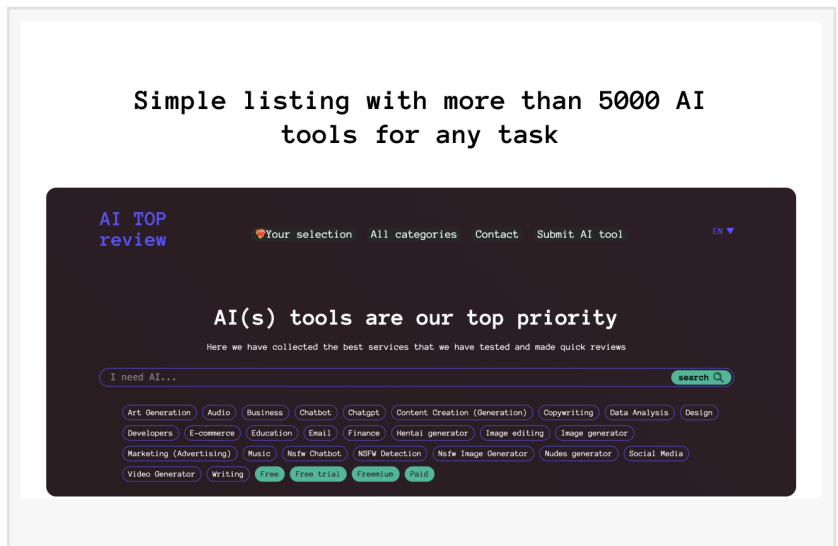 Simple listing with more than 5000 AI
tools for any task
AI TOP
review
Your selection All categories Contact Submit AI tool
EN ▼
AI(s) tools are our top priority
Here we have collected the best services that we have tested and made quick reviews
I need AI...
search
Art Generation Audio Business Chatbot Chatgpt Content Creation (Generation) Copywriting Data Analysis Design
Developers E-commerce Education Email Finance Hentai generator Image editing Image generator
Marketing (Advertising) Music Nsfw Chatbot NSFW Detection Nsfw Image Generator Nudes generator Social Media
Video Generator Writing Free Free trial Freemium Paid